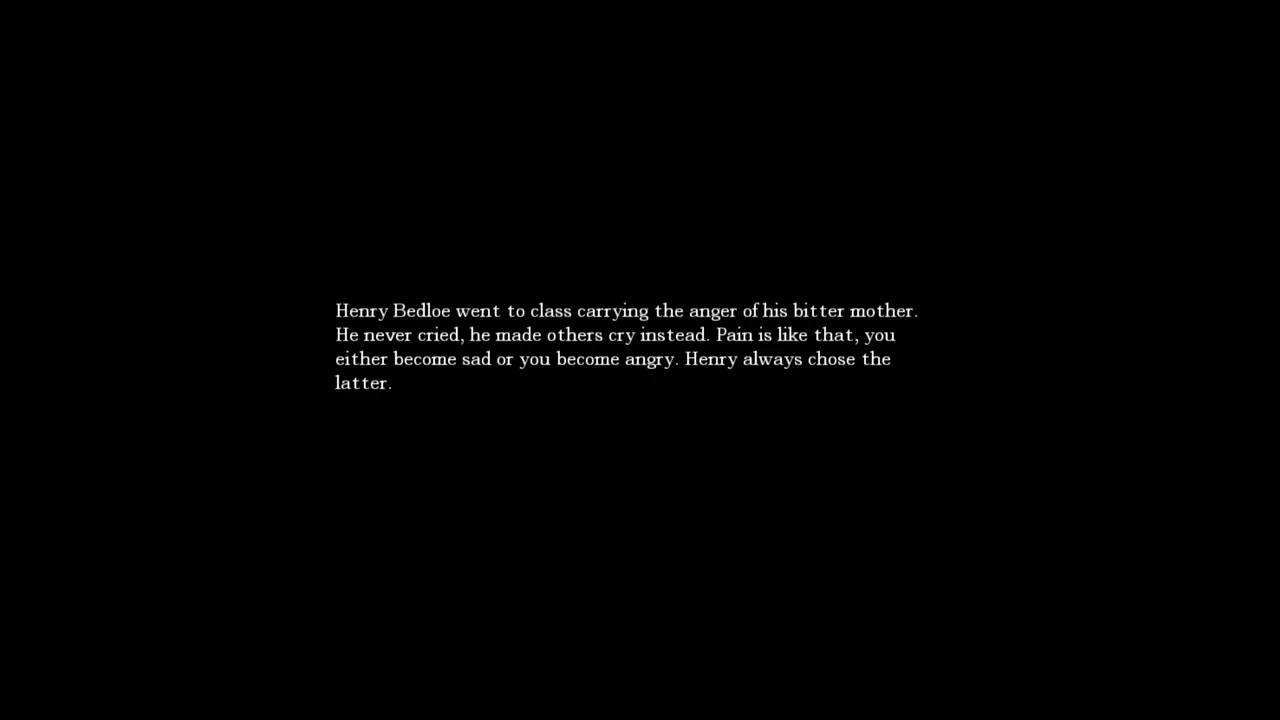 Henry Bedloe went to class carrying the anger of his bitter mother.
He never cried, he made others cry instead. Pain is like that, you
either become sad or you become angry. Henry always chose the
latter.